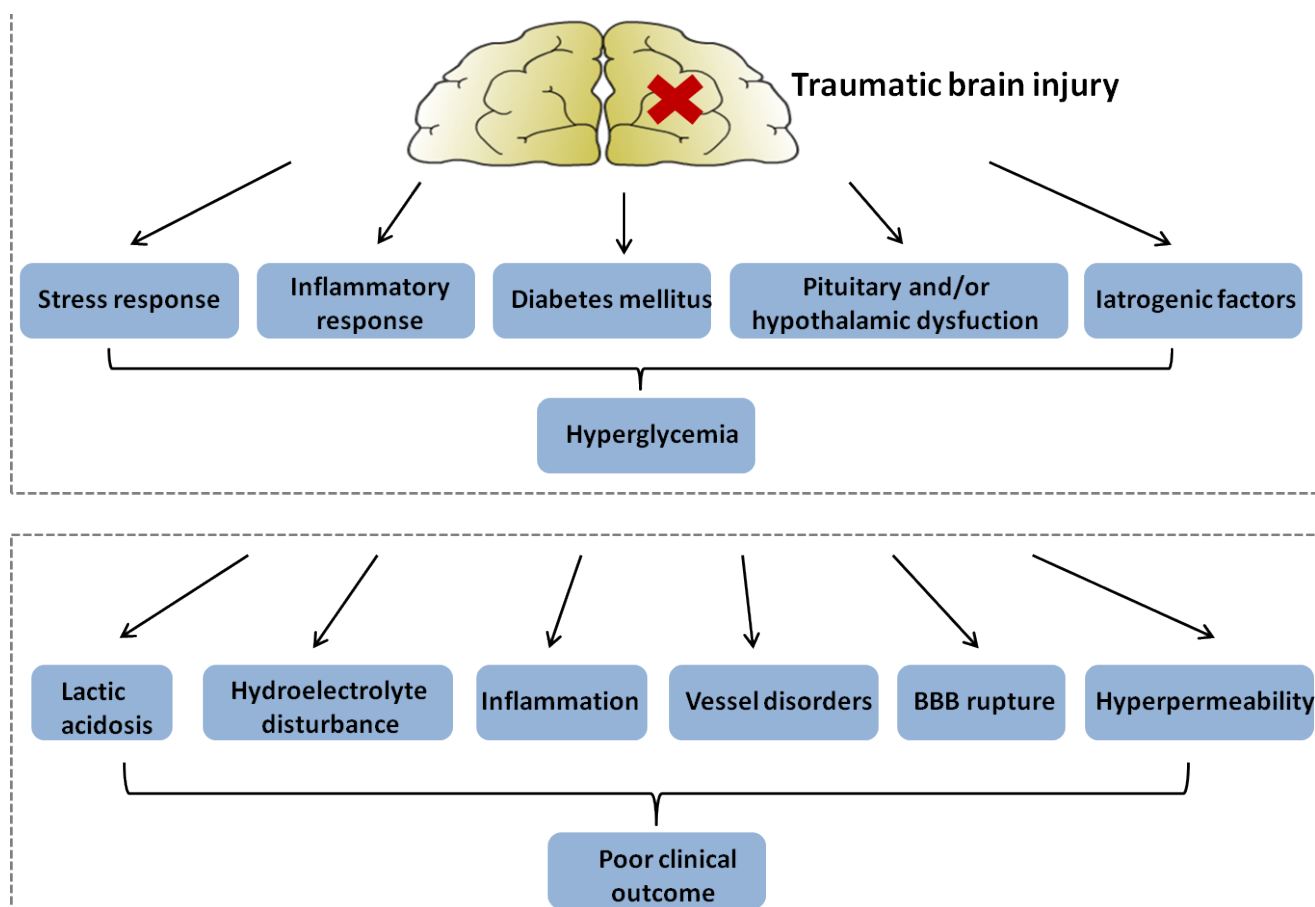 Traumatic brain injury
Stress response
Inflammatory
response
Diabetes mellitus
Pituitary and/or
hypothalamic dysfuction
Iatrogenic factors
Hyperglycemia
Lactic
acidosis
Hydroelectrolyte
disturbance
Inflammation
Vessel disorders
BBB rupture
Hyperpermeability
Poor clinical
outcome